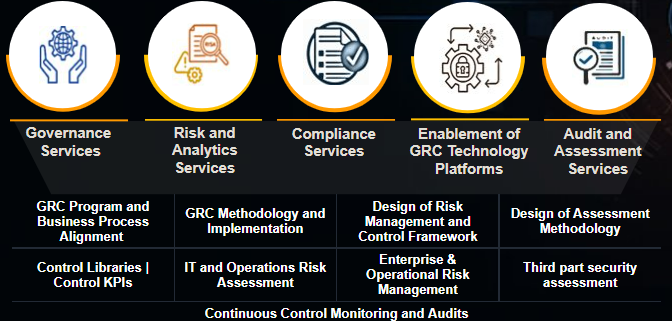 RISK
AUDIT
Governance
Services
Risk and
Analytics
Services
Compliance
Services
Enablement of
GRC Technology
Platforms
Audit and
Assessment
Services
GRC Program and
Business Process
Alignment
GRC Methodology and
Implementation
Design of Risk
Management and
Control Framework
Design of Assessment
Methodology
Control Libraries |
Control KPIs
IT and Operations Risk
Assessment
Enterprise &
Operational Risk
Management
Third part security
assessment
Continuous Control Monitoring and Audits